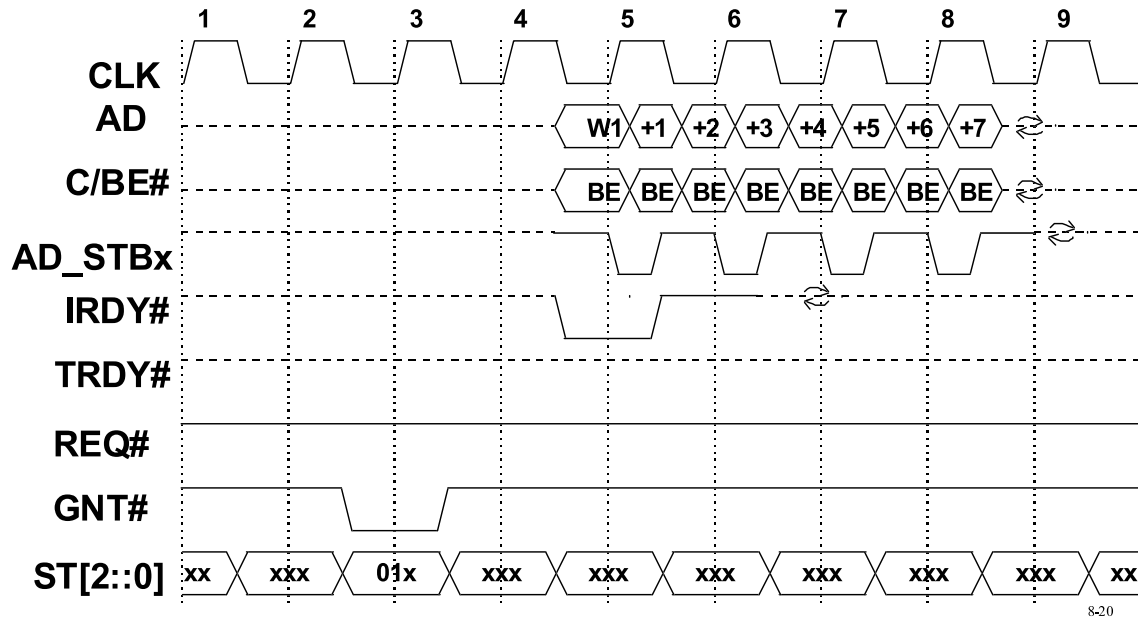 1 2 3 4 5 6 7 8 9
CLK
AD W1 +1 +2 +3 +4 +5 +6 +7
C/BE# BE BE BE BE BE BE BE BE
AD_STBx
IRDY#
TRDY#
REQ#
GNT#
ST[2::0] xx xxx 01x xxx xxx xxx xxx xxx xxx xx
8-20